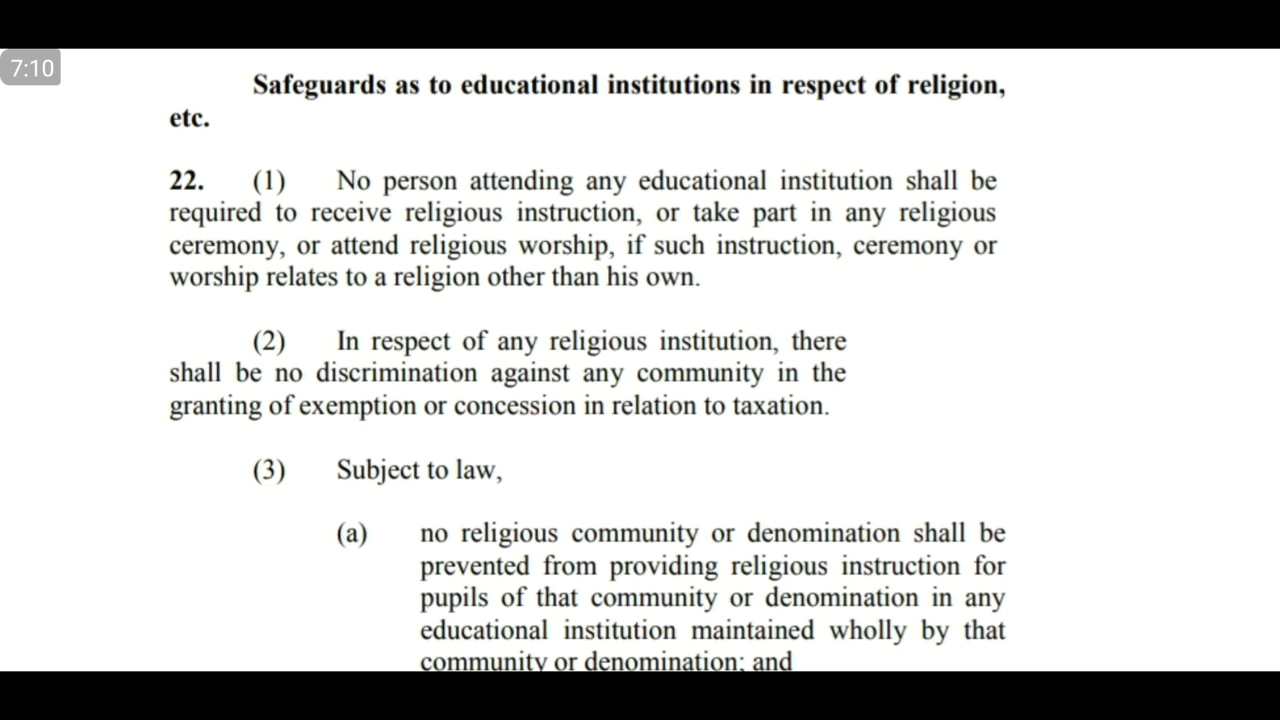 7:10
Safeguards as to educational institutions in respect of religion,
etc.
22. (1) No person attending any educational institution shall be
required to receive religious instruction, or take part in any religious
ceremony, or attend religious worship, if such instruction, ceremony or
worship relates to a religion other than his own.
(2) In respect of any religious institution, there
shall be no discrimination against any community in the
granting of exemption or concession in relation to taxation.
(3) Subject to law,
(a) no religious community or denomination shall be
prevented from providing religious instruction for
pupils of that community or denomination in any
educational institution maintained wholly by that
community or denomination; and